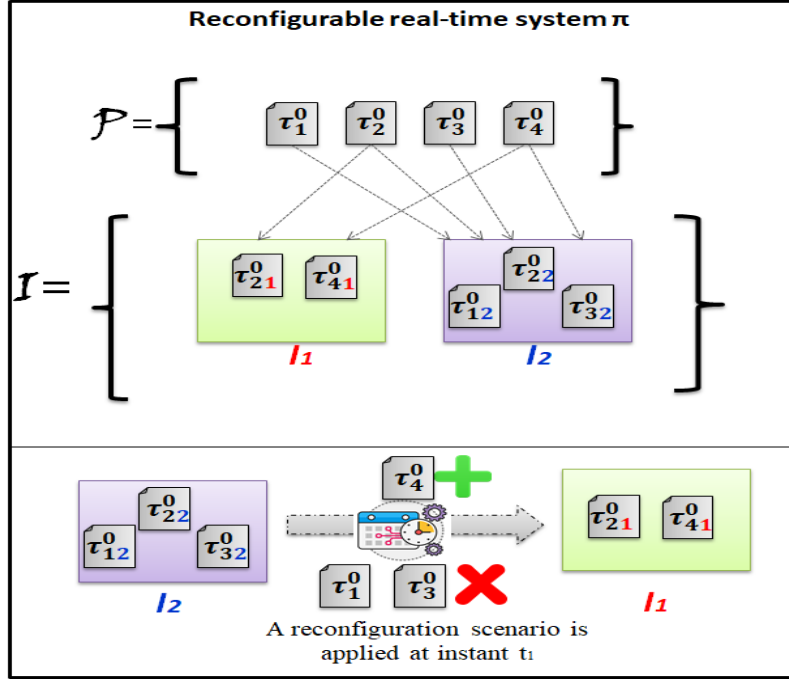 Reconfigurable real-time system π
𝒫 = { τ₁⁰ τ₂⁰ τ₃⁰ τ₄⁰ }
ℐ = {
τ₂₁⁰ τ₄₁⁰
I₁
τ₂₂⁰
τ₁₂⁰ τ₃₂⁰
I₂
}
τ₂₂⁰
τ₁₂⁰ τ₃₂⁰
I₂
τ₄⁰
τ₁⁰ τ₃⁰
A reconfiguration scenario is
applied at instant t₁
τ₂₁⁰ τ₄₁⁰
I₁